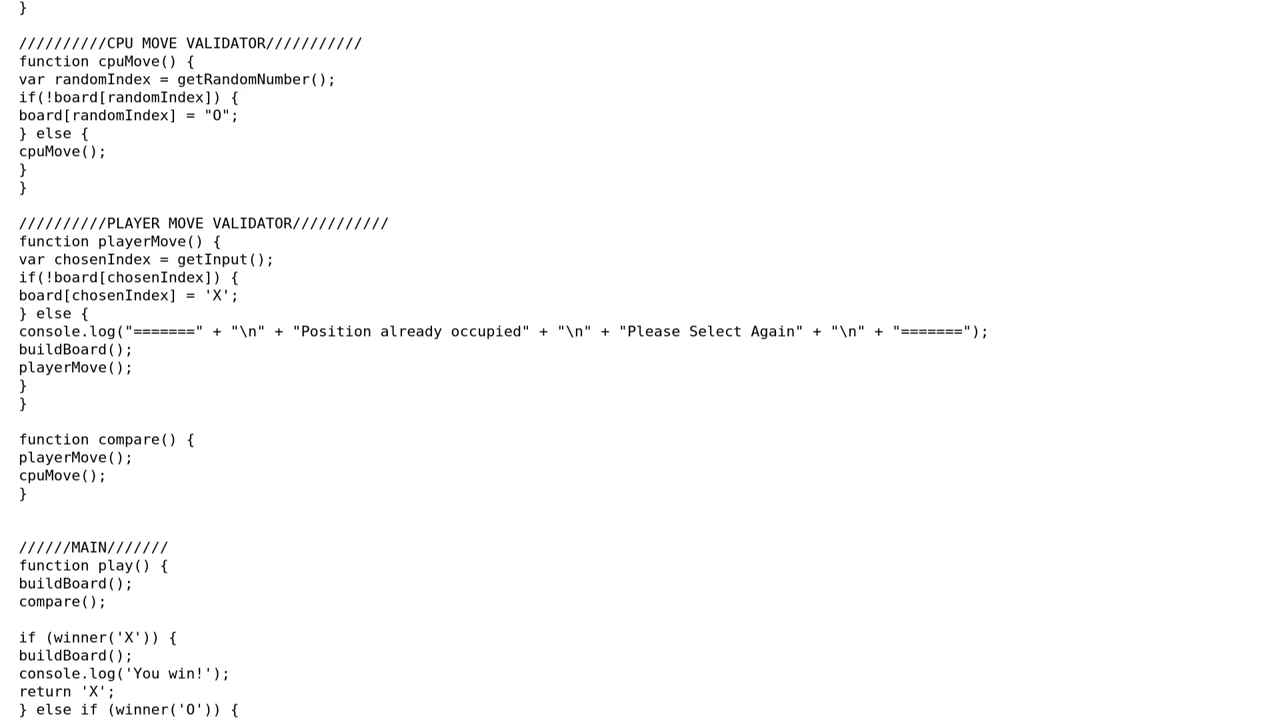 }
//////////CPU MOVE VALIDATOR///////////
function cpuMove() {
var randomIndex = getRandomNumber();
if(!board[randomIndex]) {
board[randomIndex] = "O";
} else {
cpuMove();
}
}
//////////PLAYER MOVE VALIDATOR///////////
function playerMove() {
var chosenIndex = getInput();
if(!board[chosenIndex]) {
board[chosenIndex] = 'X';
} else {
console.log("=======" + "\n" + "Position already occupied" + "\n" + "Please Select Again" + "\n" + "=======");
buildBoard();
playerMove();
}
}
function compare() {
playerMove();
cpuMove();
}
//////MAIN///////
function play() {
buildBoard();
compare();
if (winner('X')) {
buildBoard();
console.log('You win!');
return 'X';
} else if (winner('O')) {